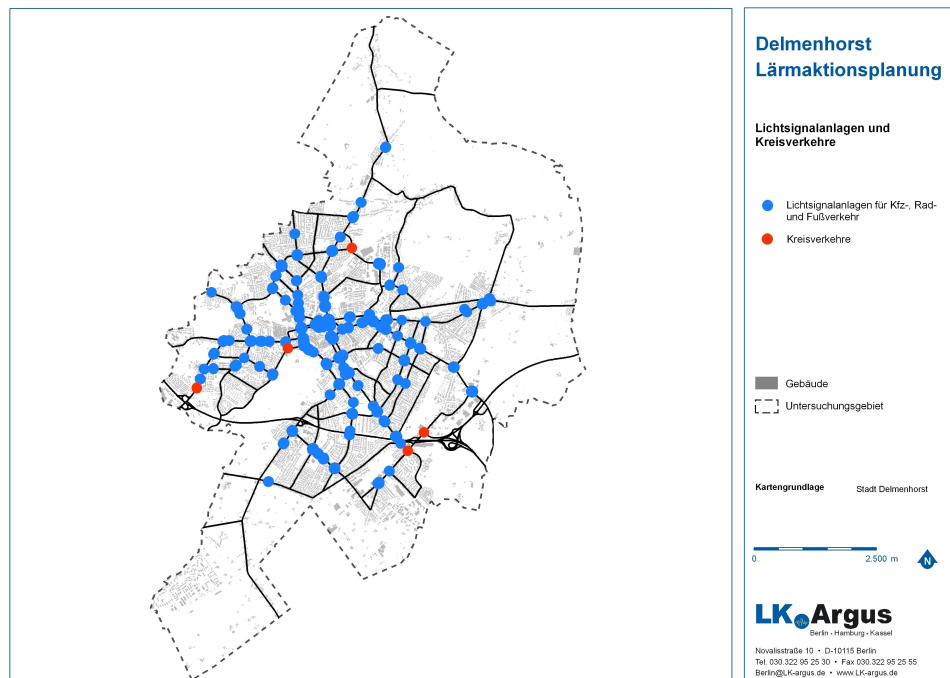 Delmenhorst
Lärmaktionsplanung
Lichtsignalanlagen und
Kreisverkehre
Lichtsignalanlagen für Kfz-, Rad-
und Fußverkehr
Kreisverkehre
Gebäude
Untersuchungsgebiet
Kartengrundlage Stadt Delmenhorst
0 2.500 m
N
LK Argus
Berlin • Hamburg • Kassel
Novalisstraße 10 • D-10115 Berlin
Tel. 030.322 95 25 30 • Fax 030.322 95 25 55
Berlin@LK-argus.de • www.LK-argus.de